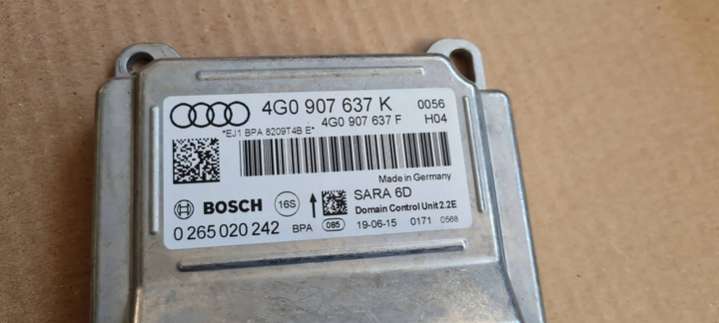 4G0 907 637 K 0056
4G0 907 637 F H04
*EJ1 BPA 8209T4B E*
Made in Germany
BOSCH 16S SARA 6D
Domain Control Unit 2.2E
0 265 020 242 BPA 085 19-06-15 0171 0568